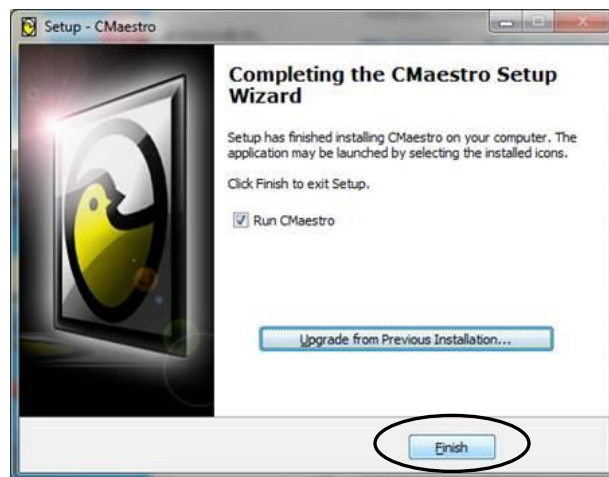 Setup - CMaestro
Completing the CMaestro Setup
Wizard
Setup has finished installing CMaestro on your computer. The
application may be launched by selecting the installed icons.
Click Finish to exit Setup.
Run CMaestro
Upgrade from Previous Installation...
Finish